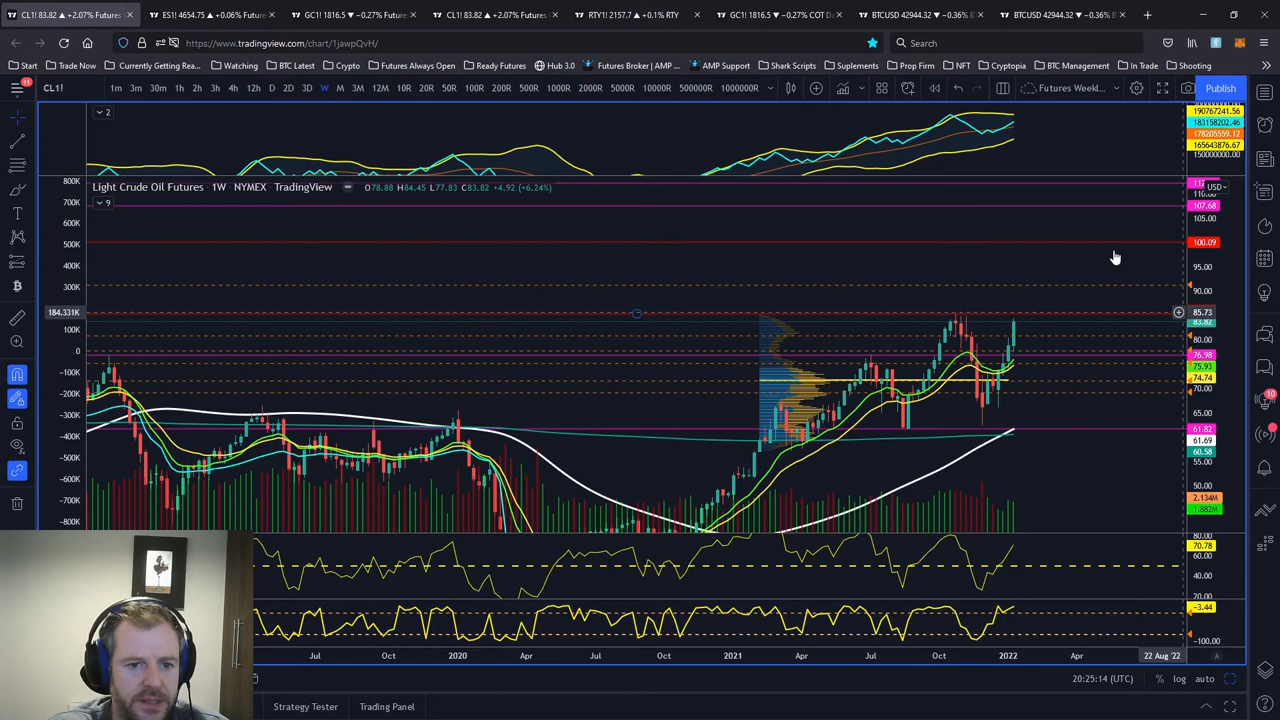 CL1! 83.82 ▲ +2.07% Futures
ES1! 4654.75 ▲ +0.06% Future
GC1! 1816.5 ▼ −0.27% Future
CL1! 83.82 ▲ +2.07% Futures
RTY1! 2157.7 ▲ +0.1% RTY
GC1! 1816.5 ▼ −0.27% COT Da
BTCUSD 42944.32 ▼ −0.36% B
BTCUSD 42944.32 ▼ −0.36% B
https://www.tradingview.com/chart/1jawpQvH/
Search
Start
Trade Now
Currently Getting Rea...
Watching
BTC Latest
Crypto
Futures Always Open
Ready Futures
Hub 3.0
Futures Broker | AMP ...
AMP Support
Shark Scripts
Suplements
Prop Firm
NFT
Cryptopia
BTC Management
In Trade
Shooting
11
CL1!
1m 3m 30m 1h 2h 3h 4h 12h D 2D 3D W M 3M 12M 10R 20R 50R 100R 200R 500R 1000R 2000R 5000R 10000R 500000R 1000000R
Futures Weekl...
Publish
2
190767241.56
183158202.46
178205559.12
165643876.67
150000000.00
Light Crude Oil Futures · 1W · NYMEX · TradingView
O78.88 H84.45 L77.83 C83.82 +4.92 (+6.24%)
9
800K
700K
600K
500K
400K
300K
184.331K
100K
0
-100K
-200K
-300K
-400K
-500K
-600K
-700K
-800K
USD
107.68
105.00
100.09
95.00
90.00
85.73
83.82
80.00
76.98
75.93
74.74
70.00
65.00
61.82
61.69
60.58
55.00
50.00
2.134M
1.882M
80.00
70.78
60.00
40.00
20.00
−3.44
−100.00
10
Jul
Oct
2020
Apr
Jul
Oct
2021
Apr
Jul
Oct
2022
Apr
22 Aug '22
A
20:25:14 (UTC)
%
log
auto
Strategy Tester
Trading Panel